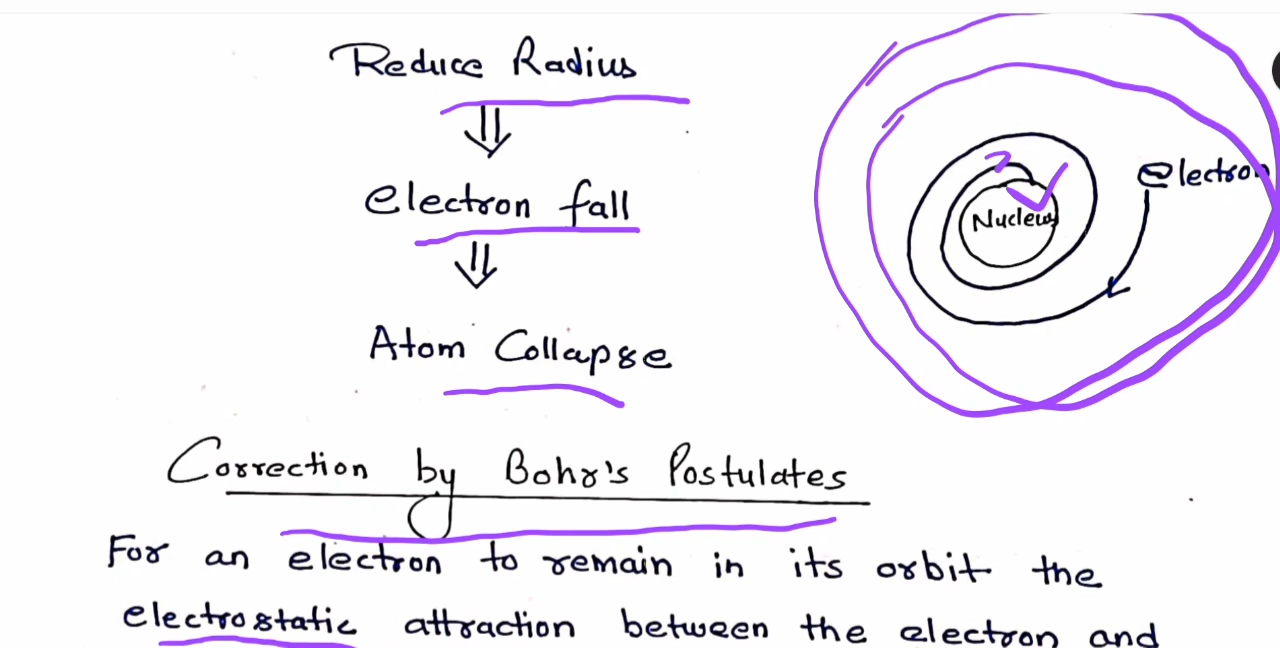 Reduce Radius
⇓
electron fall
⇓
Atom Collapse
electron
Nucleus
Correction by Bohr's Postulates
For an electron to remain in its orbit the
electrostatic attraction between the electron and